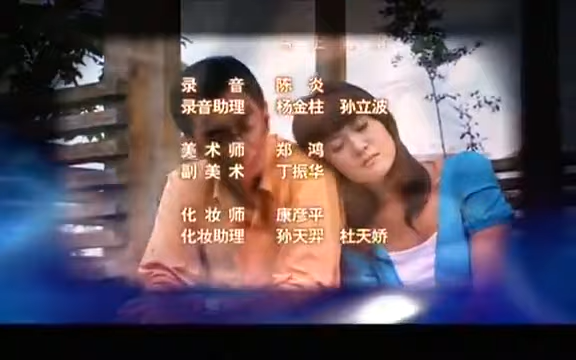 录音 陈炎
录音助理 杨金柱 孙立波
美术师 郑鸿
副美术 丁振华
化妆师 康彦平
化妆助理 孙天羿 杜天娇